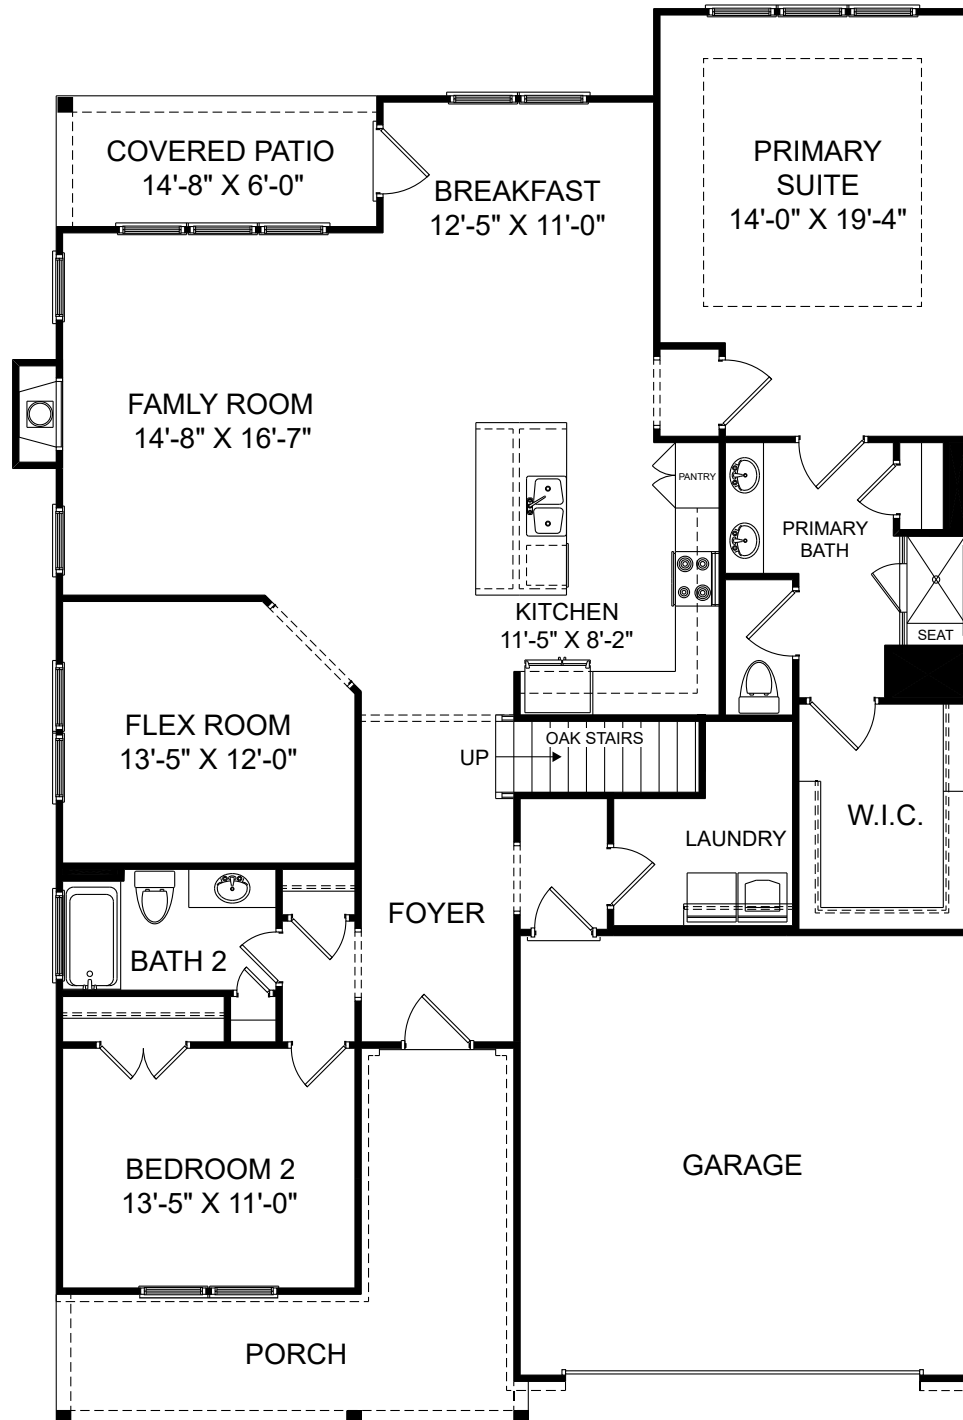 COVERED PATIO
14'-8" X 6'-0"
BREAKFAST
12'-5" X 11'-0"
PRIMARY
SUITE
14'-0" X 19'-4"
FAMLY ROOM
14'-8" X 16'-7"
PANTRY
PRIMARY
BATH
KITCHEN
11'-5" X 8'-2"
SEAT
FLEX ROOM
13'-5" X 12'-0"
UP
OAK STAIRS
W.I.C.
LAUNDRY
FOYER
BATH 2
BEDROOM 2
13'-5" X 11'-0"
GARAGE
PORCH